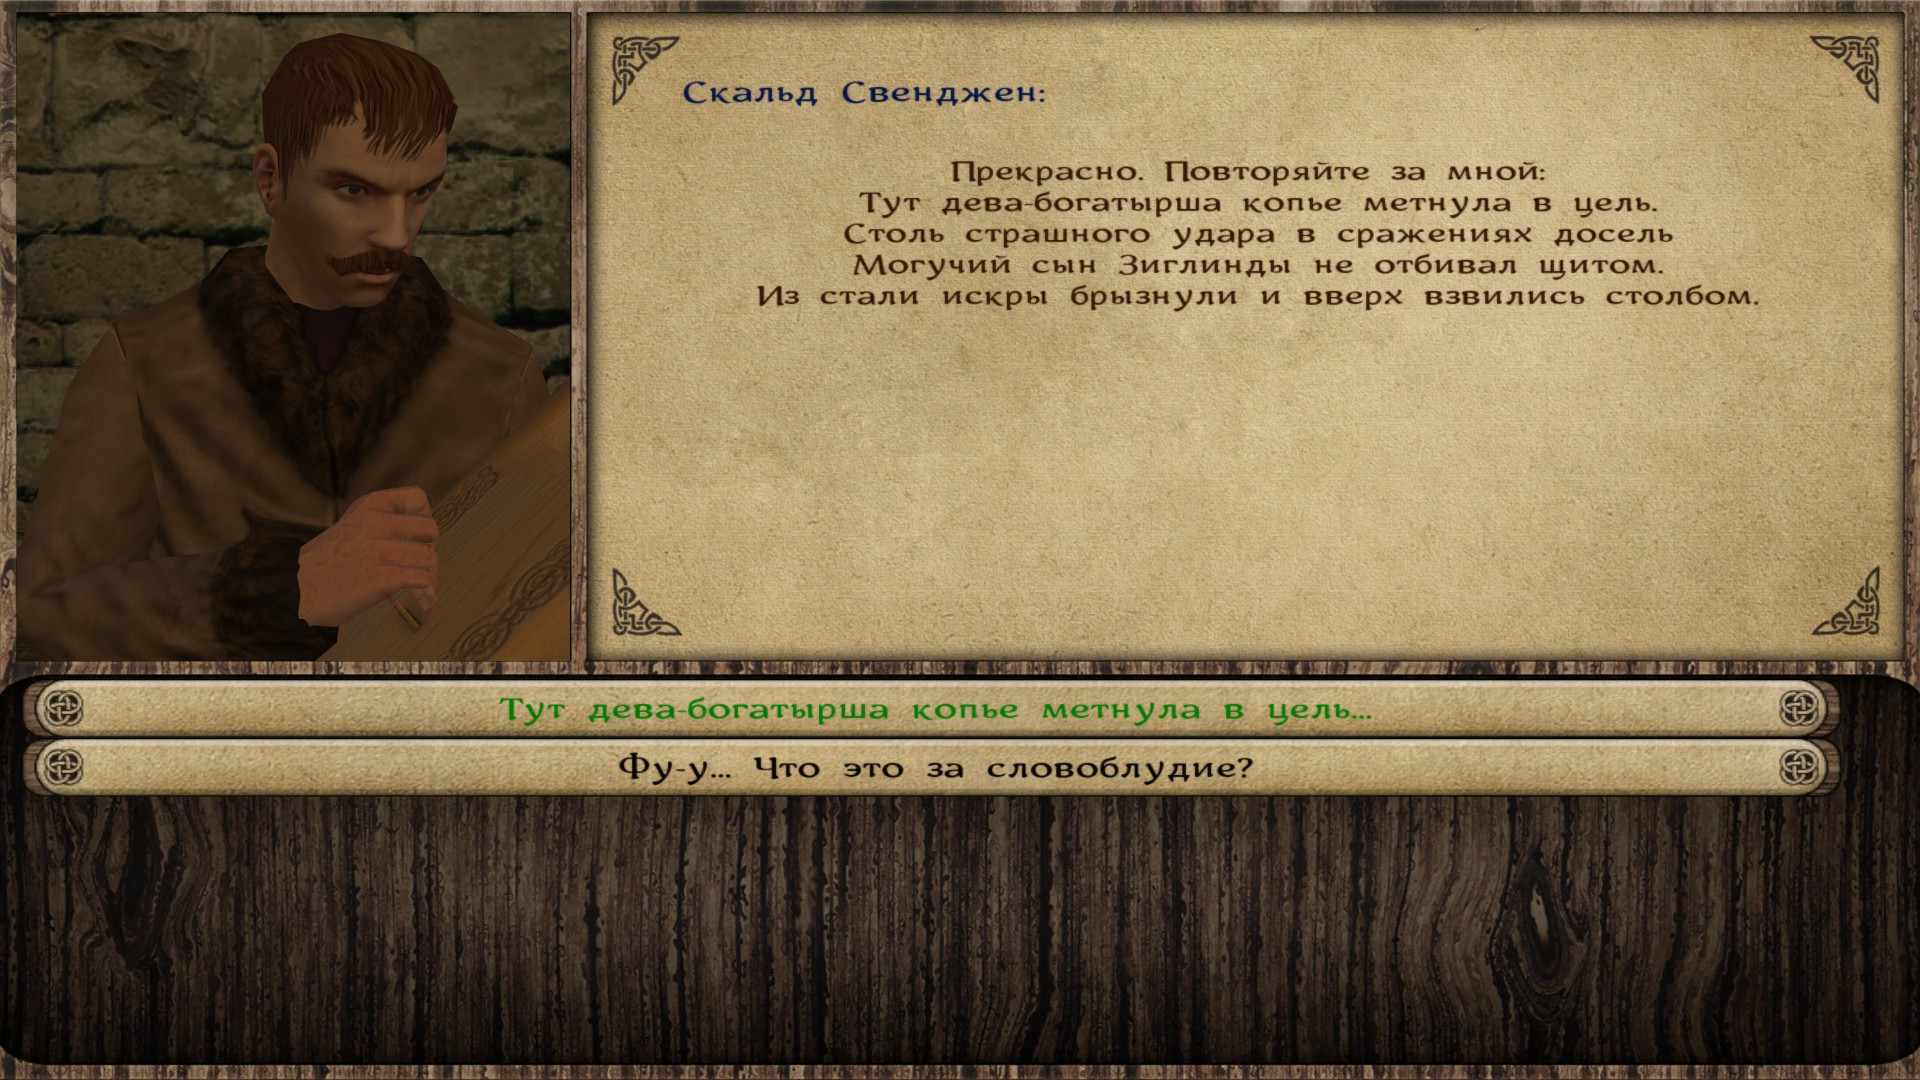 Скальд Свенджен:
Прекрасно. Повторяйте за мной:
Тут дева-богатырша копье метнула в цель.
Столь страшного удара в сражениях досель
Могучий сын Зиглинды не отбивал щитом.
Из стали искры брызнули и вверх взвились столбом.
Тут дева-богатырша копье метнула в цель...
Фу-у... Что это за словоблудие?